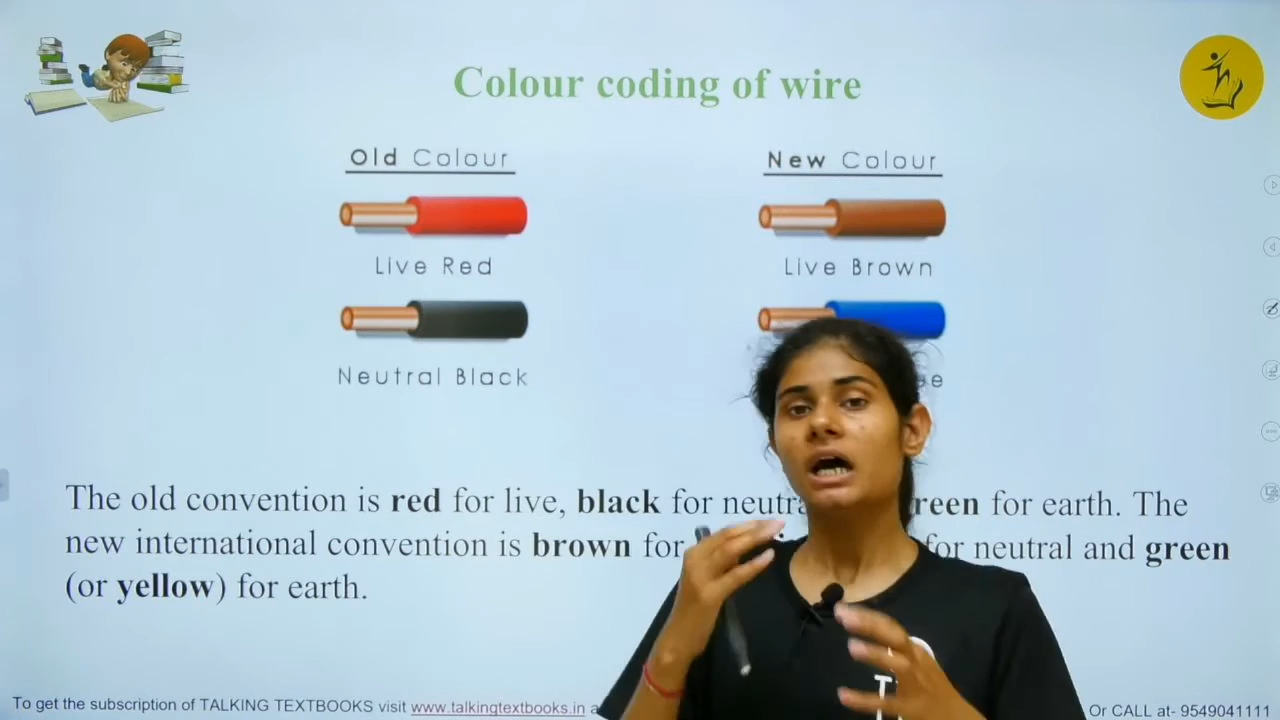 Colour coding of wire
Old Colour
New Colour
Live Red
Live Brown
Neutral Black
The old convention is red for live, black for neutra for earth. The
new international convention is brown for for neutral and green
(or yellow) for earth.
To get the subscription of TALKING TEXTBOOKS visit www.talkingtextbooks.in a
Or CALL at- 9549041111